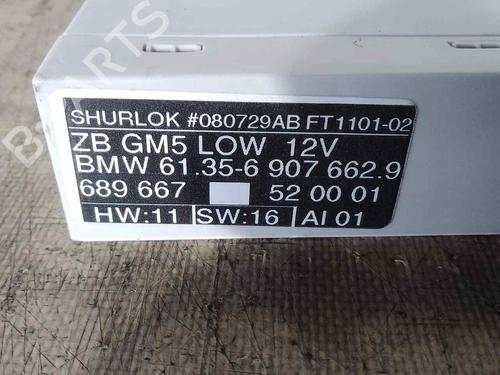 SHURLOK #080729AB FT1101-02
ZB GM5 LOW 12V
BMW 61.35-6 907 662.9
689 667 52 00 01
HW:11 SW:16 AI 01
PARTS